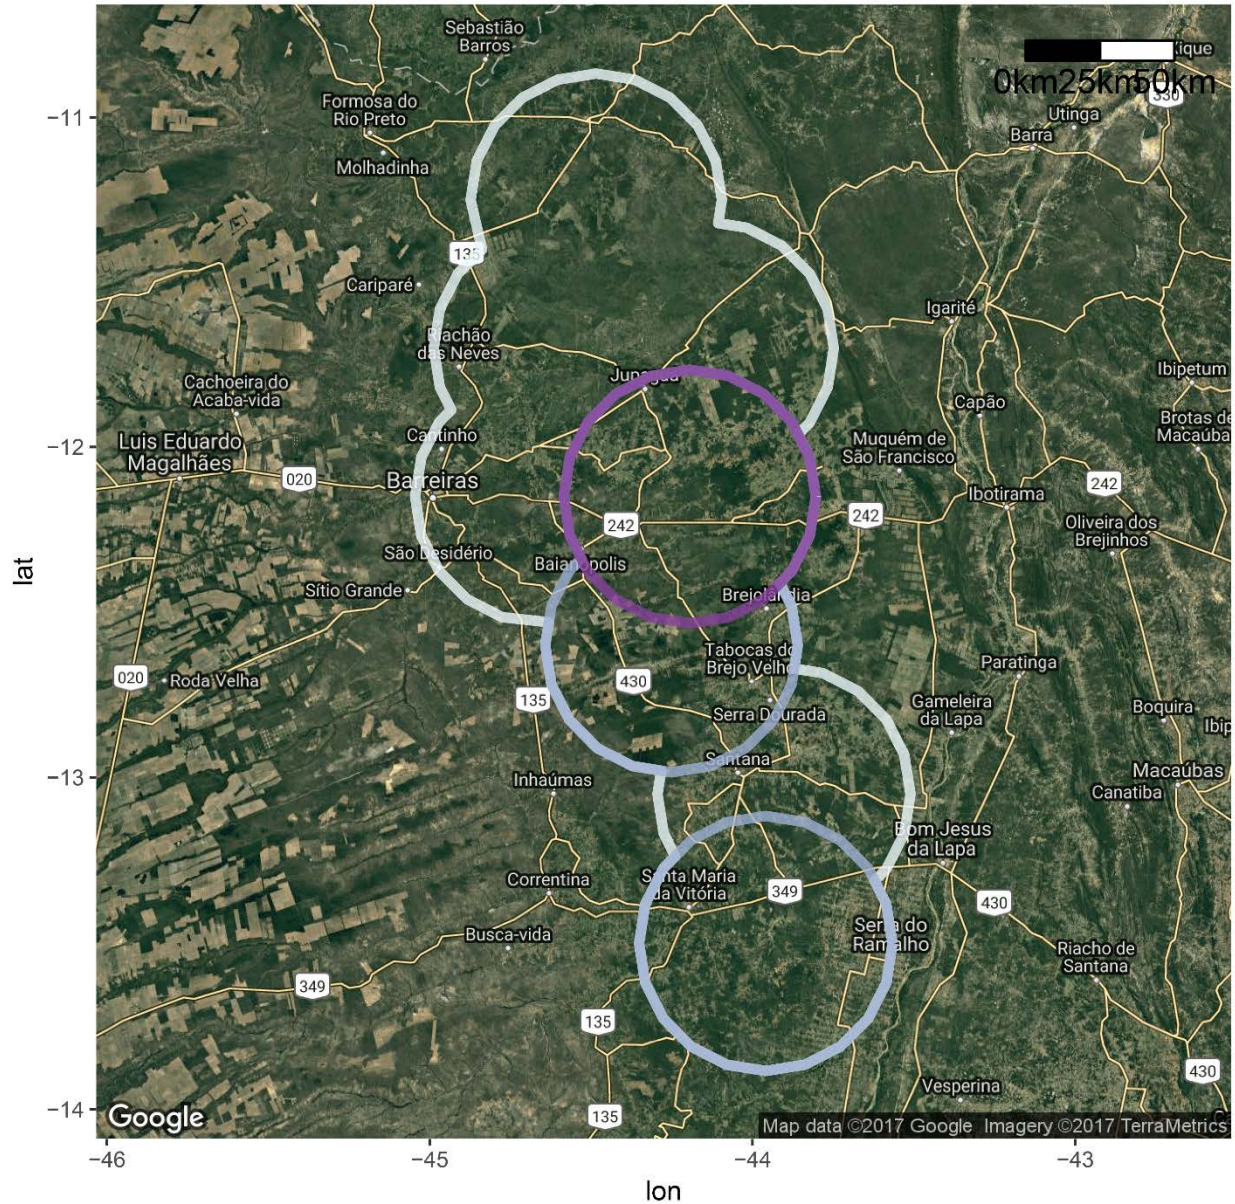 Sebastião
Barros
Xique
0km25km50km
Formosa do
Rio Preto
330
−11
Utinga
Barra
Molhadinha
135
Cariparé
Igarité
Riachão
das Neves
Ibipetum
Cachoeira do
Acaba-vida
Capão
Brotas de
Macaúba
Cantinho
Muquém de
São Francisco
−12
Luis Eduardo
Magalhães
020
Barreiras
242
Ibotirama
242
242
Oliveira dos
Brejinhos
São Desidério
Baianópolis
lat
Sítio Grande
Brejolândia
Tabocas do
Brejo Velho
Paratinga
020
Roda Velha
430
135
Serra Dourada
Gameleira
da Lapa
Boquira
Ibip
Santana
−13
Inhaúmas
Macaúbas
Canatiba
Bom Jesus
da Lapa
Correntina
Santa Maria
da Vitória
349
430
Busca-vida
Serra do
Ramalho
Riacho de
Santana
349
135
430
Vesperina
−14
Google
135
Map data ©2017 Google Imagery ©2017 TerraMetrics
−46
−45
−44
−43
lon